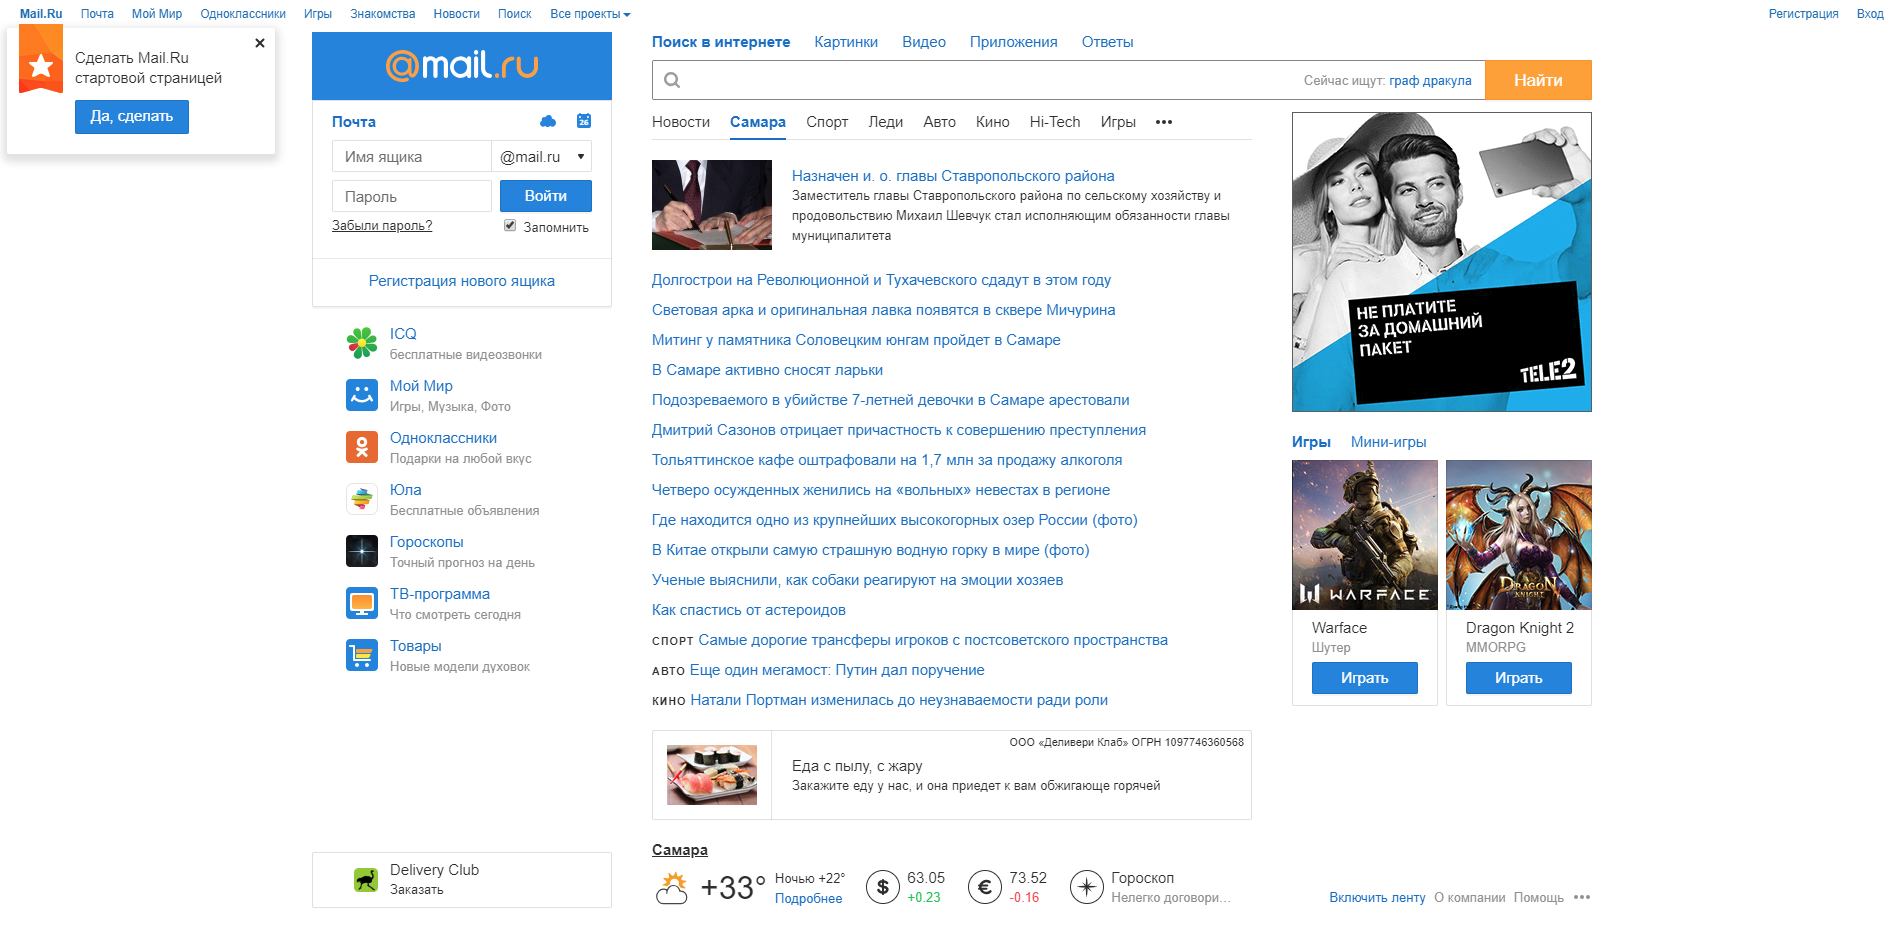 Mail.Ru Почта Мой Мир Одноклассники Игры Знакомства Новости Поиск Все проекты Регистрация Вход
Сделать Mail.Ru
стартовой страницей
Да, сделать
@mail.ru
Почта
26
Имя ящика @mail.ru
Пароль Войти
Забыли пароль? Запомнить
Регистрация нового ящика
ICQ
бесплатные видеозвонки
Мой Мир
Игры, Музыка, Фото
Одноклассники
Подарки на любой вкус
Юла
Бесплатные объявления
Гороскопы
Точный прогноз на день
ТВ-программа
Что смотреть сегодня
Товары
Новые модели духовок
Delivery Club
Заказать
Поиск в интернете Картинки Видео Приложения Ответы
Сейчас ищут: граф дракула Найти
Новости Самара Спорт Леди Авто Кино Hi-Tech Игры •••
Назначен и. о. главы Ставропольского района
Заместитель главы Ставропольского района по сельскому хозяйству и
продовольствию Михаил Шевчук стал исполняющим обязанности главы
муниципалитета
Долгострои на Революционной и Тухачевского сдадут в этом году
Световая арка и оригинальная лавка появятся в сквере Мичурина
Митинг у памятника Соловецким юнгам пройдет в Самаре
В Самаре активно сносят ларьки
Подозреваемого в убийстве 7-летней девочки в Самаре арестовали
Дмитрий Сазонов отрицает причастность к совершению преступления
Тольяттинское кафе оштрафовали на 1,7 млн за продажу алкоголя
Четверо осужденных женились на «вольных» невестах в регионе
Где находится одно из крупнейших высокогорных озер России (фото)
В Китае открыли самую страшную водную горку в мире (фото)
Ученые выяснили, как собаки реагируют на эмоции хозяев
Как спастись от астероидов
СПОРТ Самые дорогие трансферы игроков с постсоветского пространства
АВТО Еще один мегамост: Путин дал поручение
КИНО Натали Портман изменилась до неузнаваемости ради роли
ООО «Деливери Клаб» ОГРН 1097746360568
Еда с пылу, с жару
Закажите еду у нас, и она приедет к вам обжигающе горячей
Самара
+33° Ночью +22° $ 63.05 € 73.52 Гороскоп
Подробнее +0.23 -0.16 Нелегко договори...
НЕ ПЛАТИТЕ
ЗА ДОМАШНИЙ
ПАКЕТ
TELE2
Игры Мини-игры
WARFACE
DRAGON
KNIGHT
Warface
Шутер
Играть
Dragon Knight 2
MMORPG
Играть
Включить ленту О компании Помощь •••